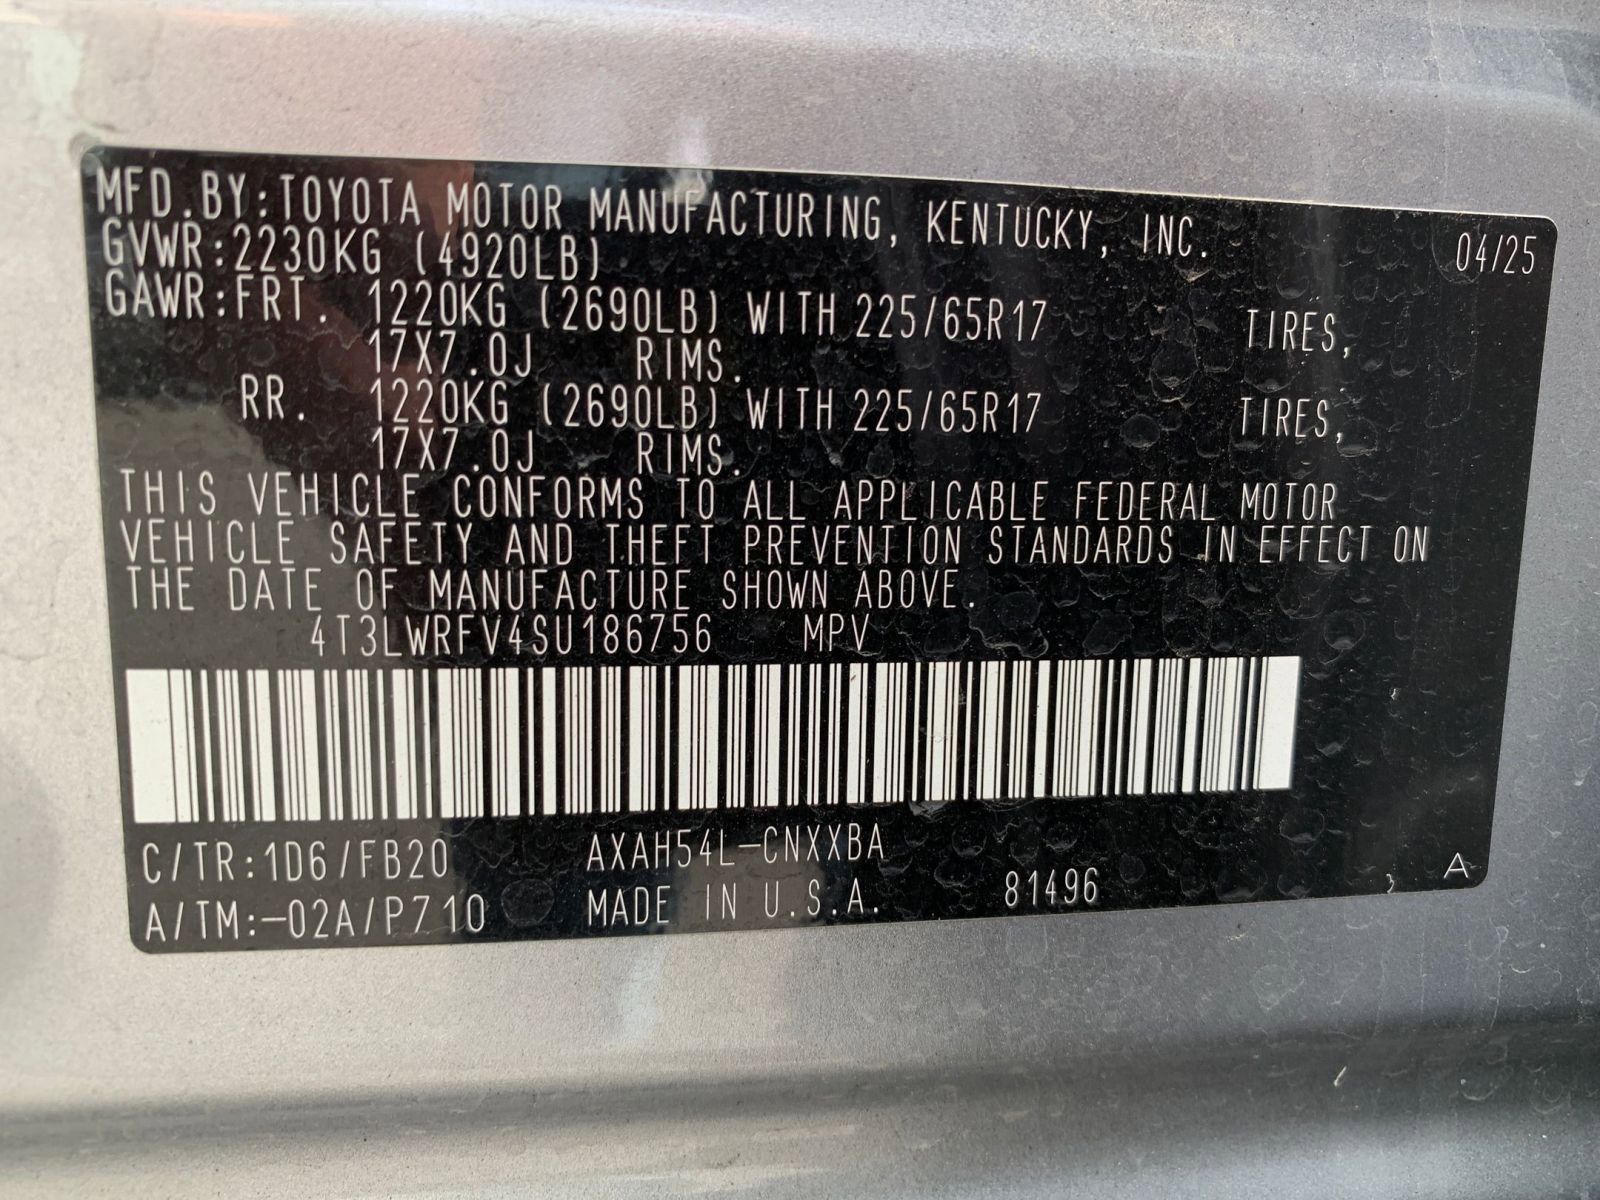 MFD.BY:TOYOTA MOTOR MANUFACTURING, KENTUCKY, INC. 04/25
GVWR:2230KG (4920LB)
GAWR:FRT. 1220KG (2690LB) WITH 225/65R17 TIRES,
17X7.0J RIMS.
RR. 1220KG (2690LB) WITH 225/65R17 TIRES,
17X7.0J RIMS.
THIS VEHICLE CONFORMS TO ALL APPLICABLE FEDERAL MOTOR
VEHICLE SAFETY AND THEFT PREVENTION STANDARDS IN EFFECT ON
THE DATE OF MANUFACTURE SHOWN ABOVE.
4T3LWRFV4SU186756 MPV
C/TR:1D6/FB20 AXAH54L-CNXXBA A
A/TM:-02A/P710 MADE IN U.S.A. 81496